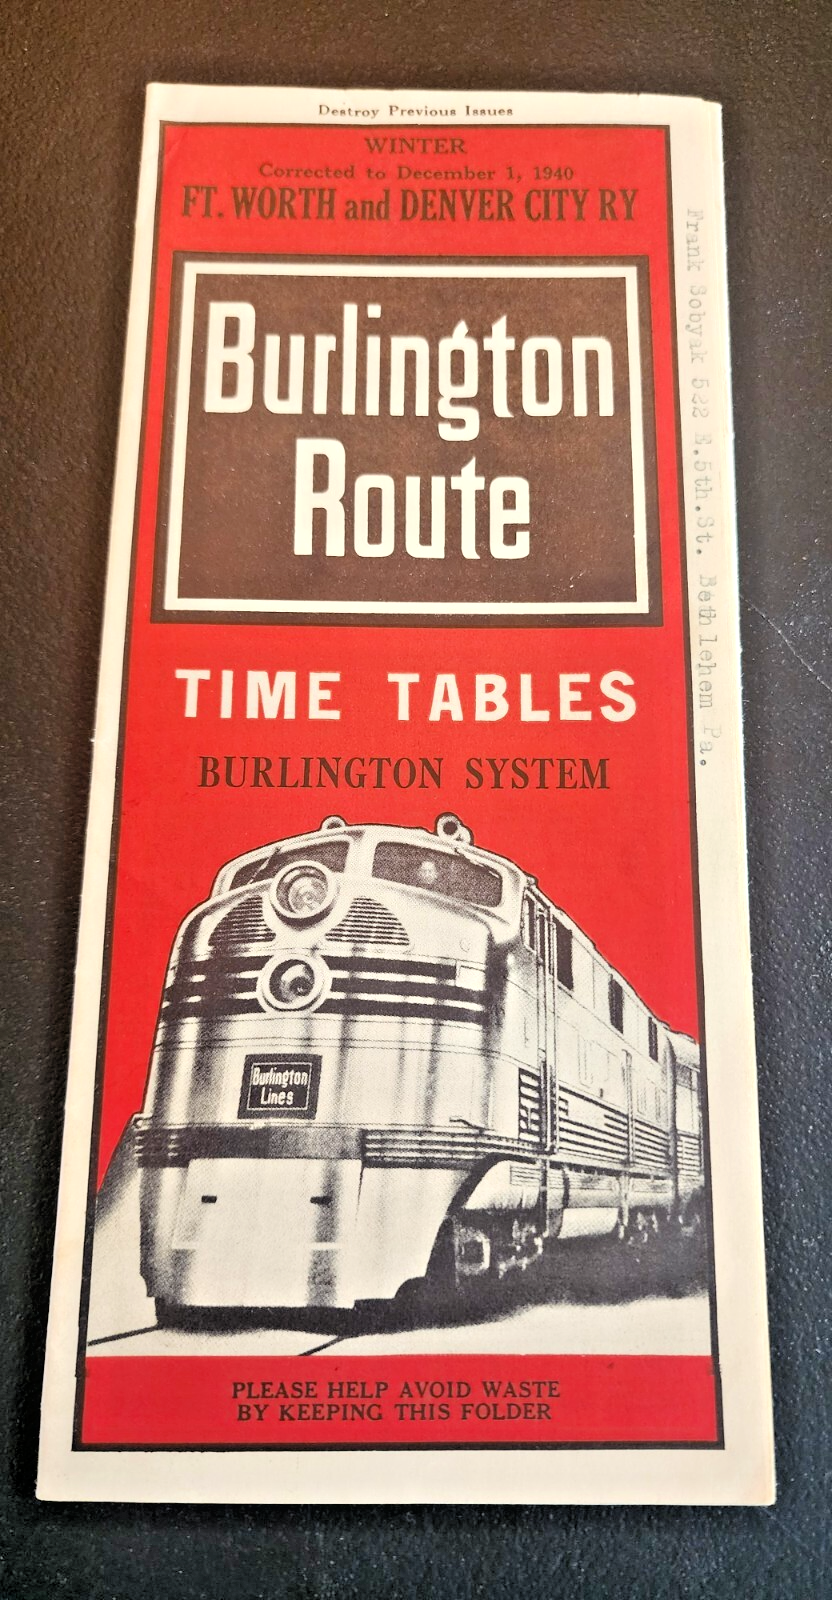 Destroy Previous Issues
WINTER
Corrected to December 1, 1940
FT. WORTH and DENVER CITY RY
Burlington
Route
TIME TABLES
BURLINGTON SYSTEM
Burlington
Lines
PLEASE HELP AVOID WASTE
BY KEEPING THIS FOLDER
Frank Sobyak 522 E.5th.St. Bethlehem Pa.